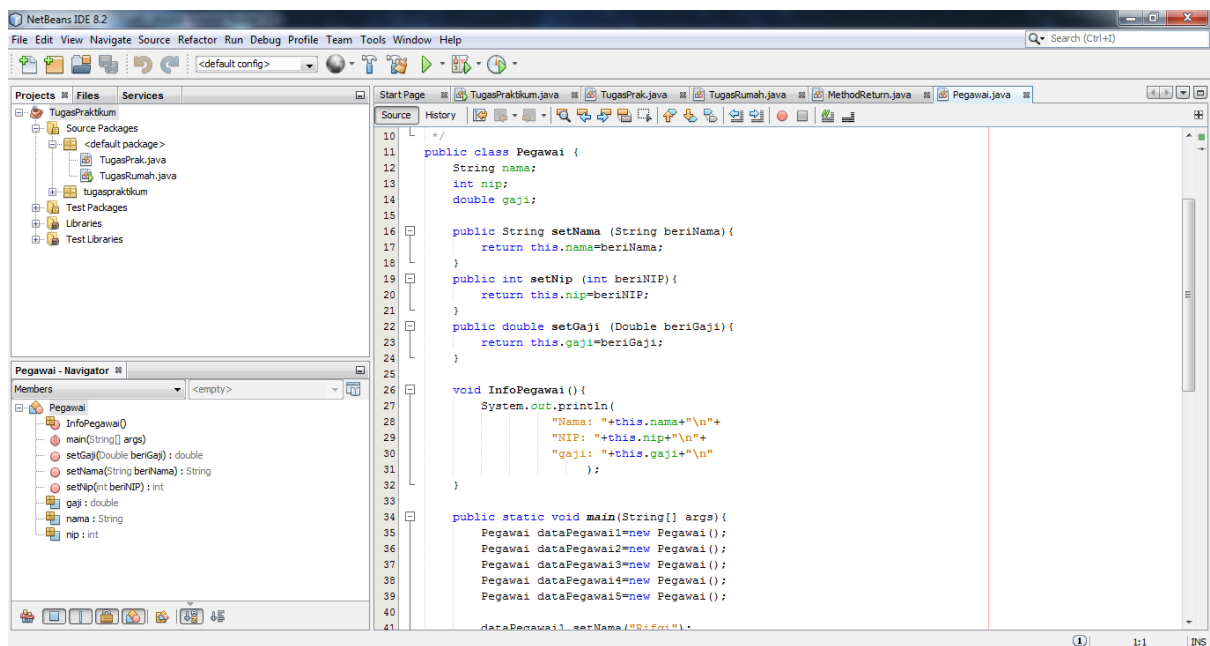 NetBeans IDE 8.2
File Edit View Navigate Source Refactor Run Debug Profile Team Tools Window Help
Search (Ctrl+I)
<default config>
Projects Files Services
TugasPraktikum
Source Packages
<default package>
TugasPrak.java
TugasRumah.java
tugaspraktikum
Test Packages
Libraries
Test Libraries
Pegawai - Navigator
Members <empty>
Pegawai
InfoPegawai()
main(String[] args)
setGaji(Double beriGaji) : double
setNama(String beriNama) : String
setNip(int beriNIP) : int
gaji : double
nama : String
nip : int
Start Page TugasPraktikum.java TugasPrak.java TugasRumah.java MethodReturn.java Pegawai.java
Source History
10 */
11 public class Pegawai {
12 String nama;
13 int nip;
14 double gaji;
15
16 public String setNama (String beriNama){
17 return this.nama=beriNama;
18 }
19 public int setNip (int beriNIP){
20 return this.nip=beriNIP;
21 }
22 public double setGaji (Double beriGaji){
23 return this.gaji=beriGaji;
24 }
25
26 void InfoPegawai(){
27 System.out.println(
28 "Nama: "+this.nama+"\n"+
29 "NIP: "+this.nip+"\n"+
30 "gaji: "+this.gaji+"\n"
31 );
32 }
33
34 public static void main(String[] args){
35 Pegawai dataPegawai1=new Pegawai();
36 Pegawai dataPegawai2=new Pegawai();
37 Pegawai dataPegawai3=new Pegawai();
38 Pegawai dataPegawai4=new Pegawai();
39 Pegawai dataPegawai5=new Pegawai();
40
41 dataPegawai1.setNama("Rifqi");
1 1:1 INS